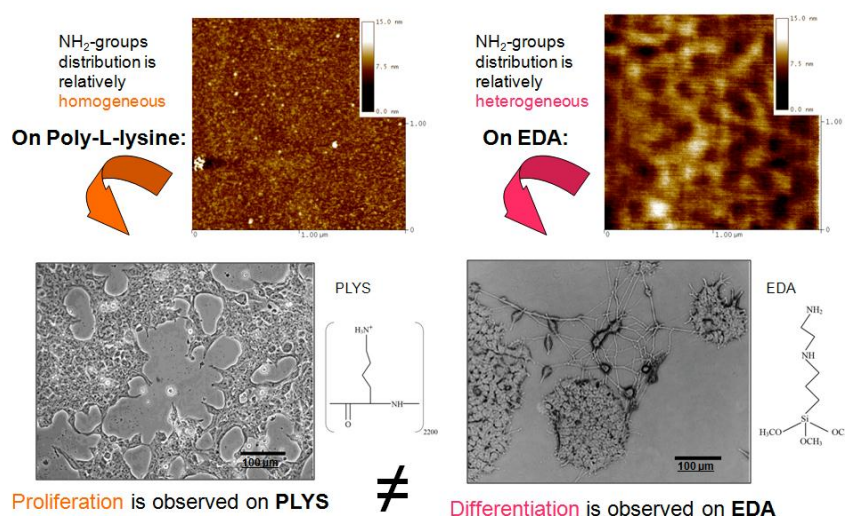 NH2-groups
distribution is
relatively
homogeneous
On Poly-L-lysine:
15.0 nm
7.5 nm
0.0 nm
1.00
0
0
1.00 µm
NH2-groups
distribution is
relatively
heterogeneous
On EDA:
15.0 nm
7.5 nm
0.0 nm
1.00
0
0
1.00 µm
PLYS
H3N+
O
NH
2200
100 µm
EDA
NH2
NH
Si
H3CO
OCH3
OC
100 µm
Proliferation is observed on PLYS
≠
Differentiation is observed on EDA